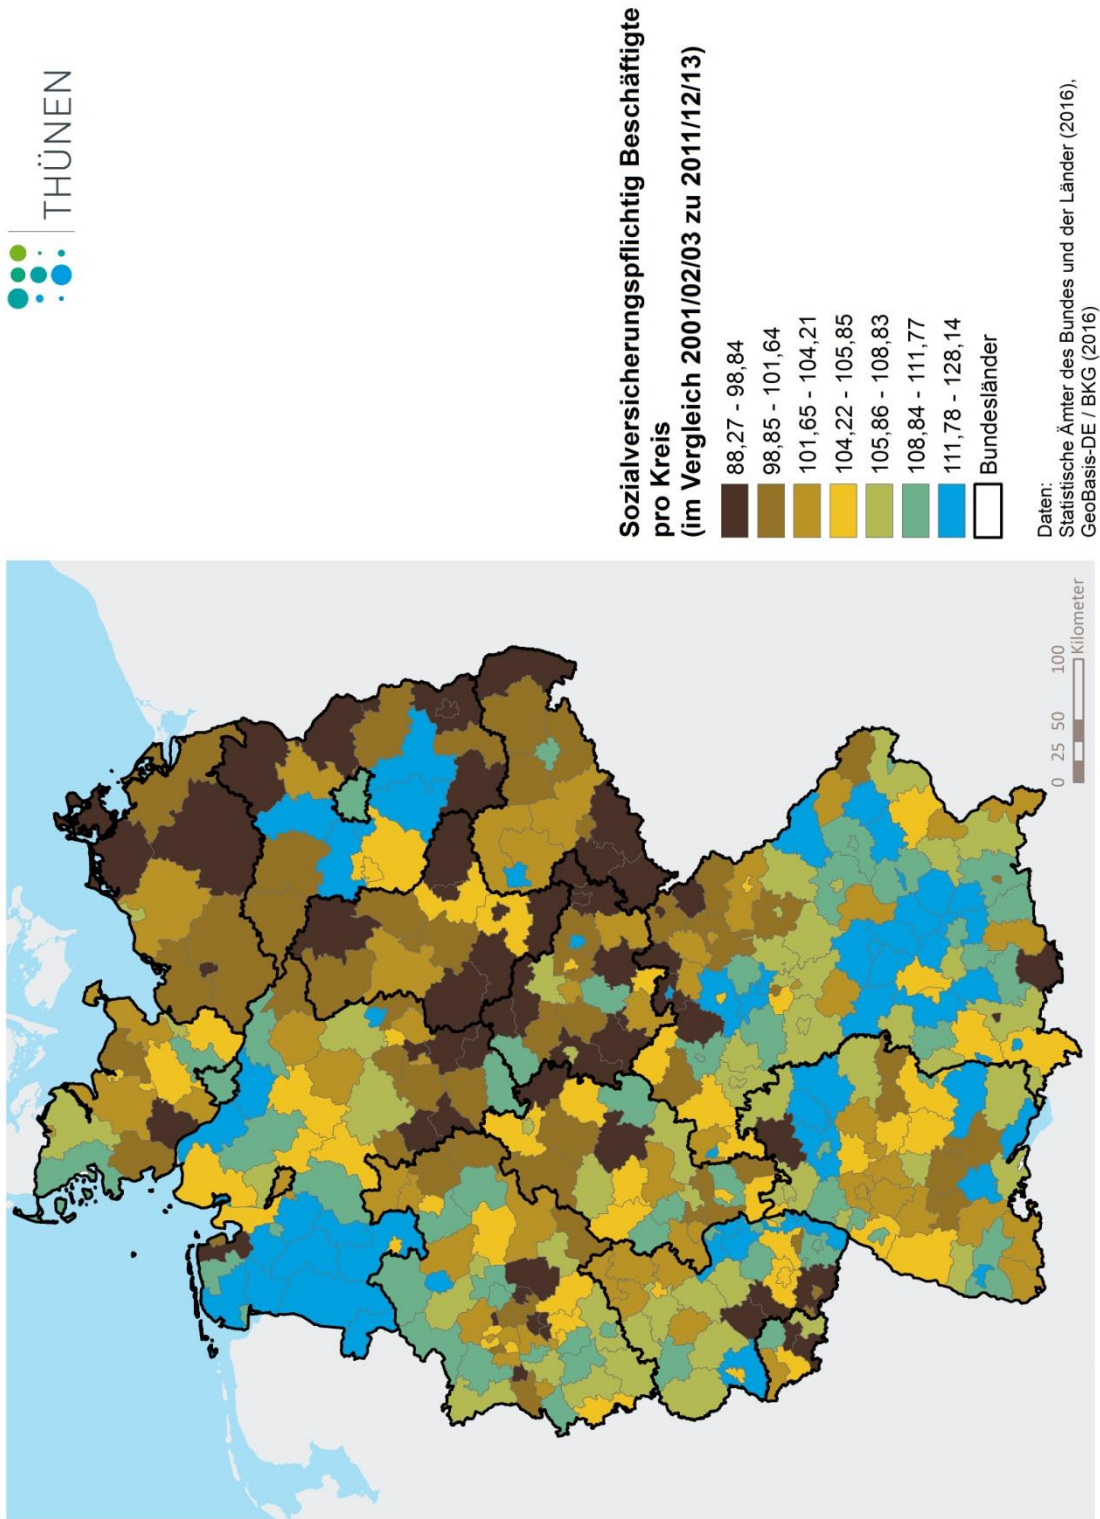 THÜNEN
Sozialversicherungspflichtig Beschäftigte
pro Kreis
(im Vergleich 2001/02/03 zu 2011/12/13)
88,27 - 98,84
98,85 - 101,64
101,65 - 104,21
104,22 - 105,85
105,86 - 108,83
108,84 - 111,77
111,78 - 128,14
Bundesländer
Daten:
Statistische Ämter des Bundes und der Länder (2016),
GeoBasis-DE / BKG (2016)
0 25 50 100
Kilometer